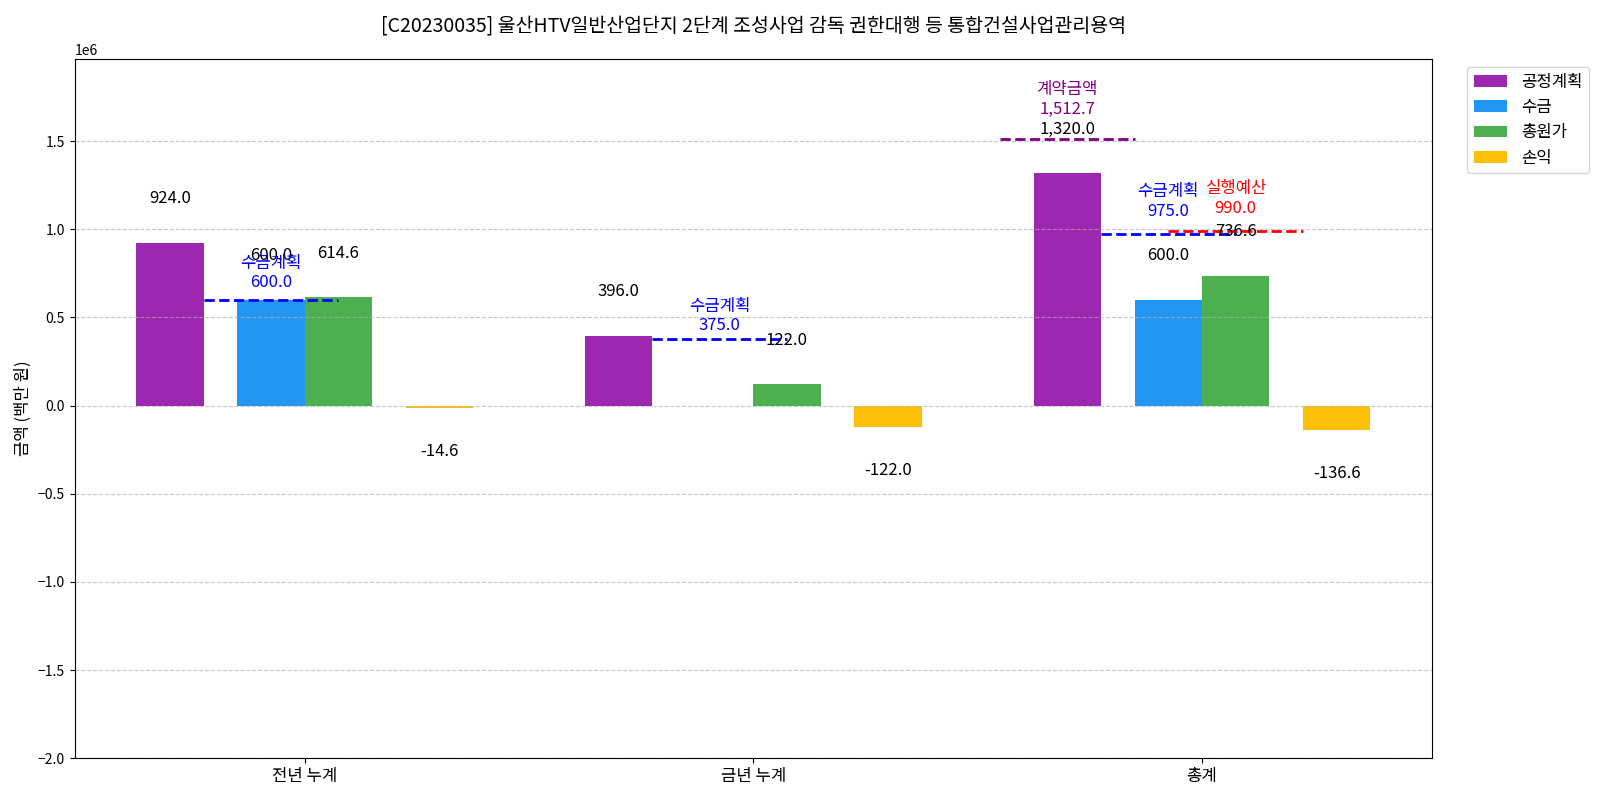 [C20230035] 울산HTV일반산업단지 2단계 조성사업 감독 권한대행 등 통합건설사업관리용역
1e6
금액 (백만 원)
1.5
1.0
0.5
0.0
−0.5
−1.0
−1.5
−2.0
924.0
600.0
수금계획
600.0
614.6
-14.6
396.0
수금계획
375.0
122.0
-122.0
계약금액
1,512.7
1,320.0
수금계획
975.0
600.0
실행예산
990.0
736.6
-136.6
전년 누계
금년 누계
총계
공정계획
수금
총원가
손익